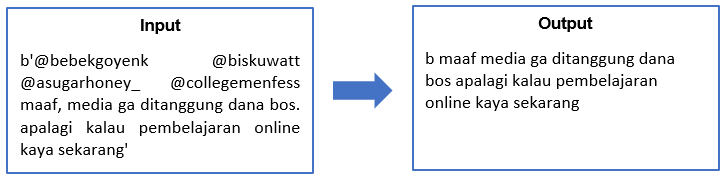 Input
b'@bebekgoyenk @biskuwatt
@asugarhoney_ @collegemenfess
maaf, media ga ditanggung dana bos.
apalagi kalau pembelajaran online
kaya sekarang'
Output
b maaf media ga ditanggung dana
bos apalagi kalau pembelajaran
online kaya sekarang